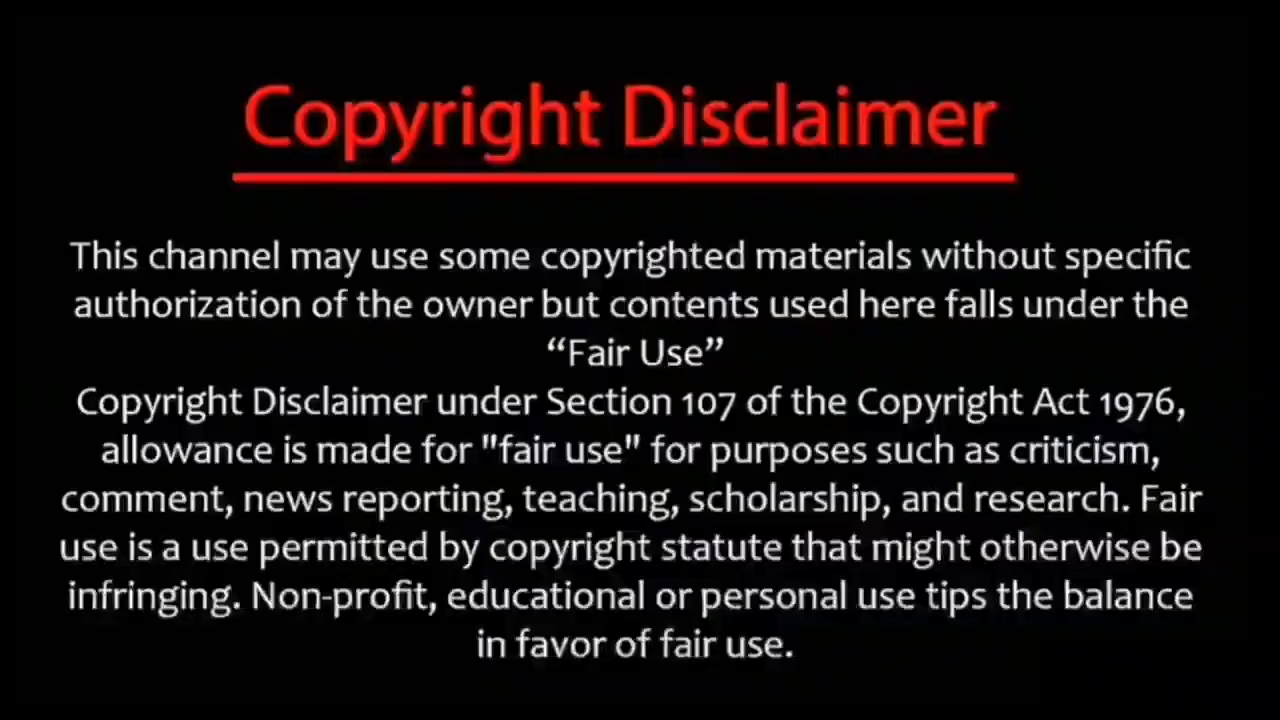 Copyright Disclaimer
This channel may use some copyrighted materials without specific
authorization of the owner but contents used here falls under the
“Fair Use”
Copyright Disclaimer under Section 107 of the Copyright Act 1976,
allowance is made for "fair use" for purposes such as criticism,
comment, news reporting, teaching, scholarship, and research. Fair
use is a use permitted by copyright statute that might otherwise be
infringing. Non-profit, educational or personal use tips the balance
in favor of fair use.